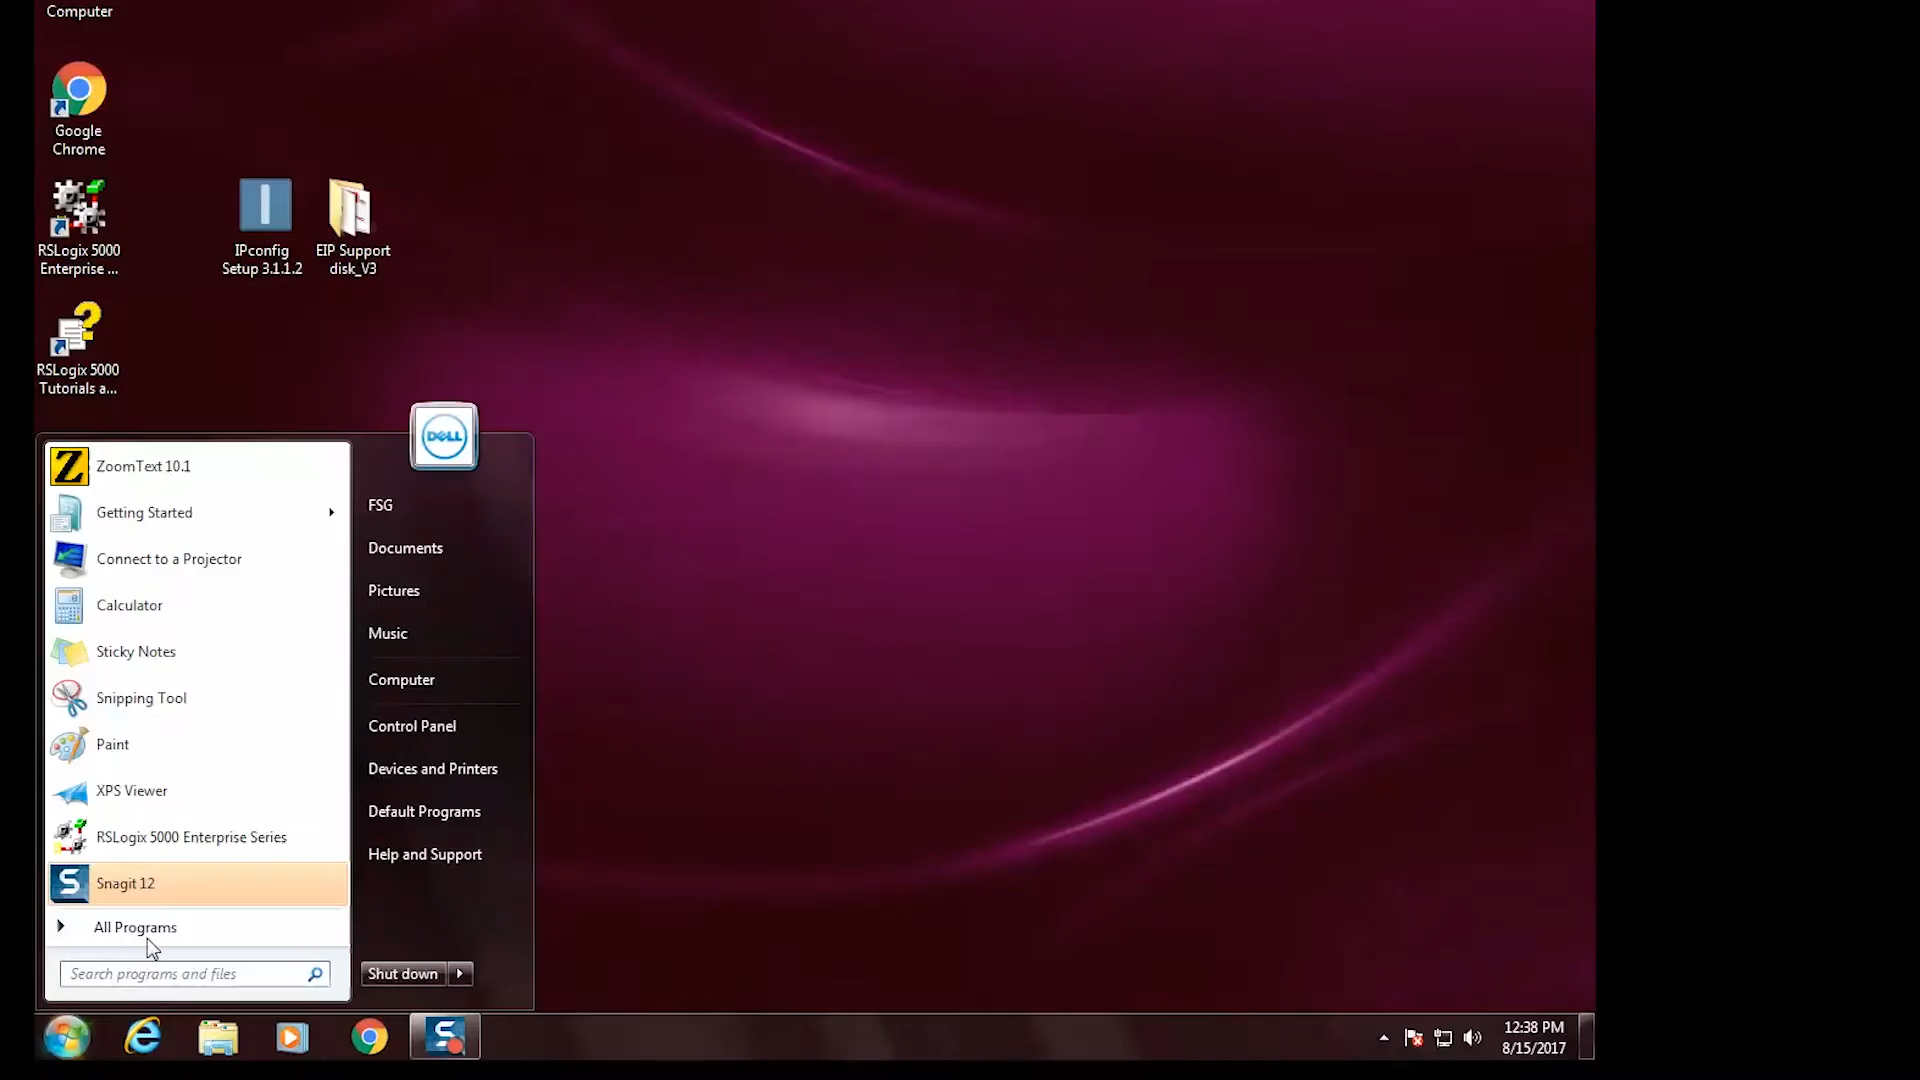 Computer
Google
Chrome
RSLogix 5000
Enterprise ...
IPconfig
Setup 3.1.1.2
EIP Support
disk_V3
RSLogix 5000
Tutorials a...
DELL
ZoomText 10.1
Getting Started
Connect to a Projector
Calculator
Sticky Notes
Snipping Tool
Paint
XPS Viewer
RSLogix 5000 Enterprise Series
Snagit 12
All Programs
Search programs and files
FSG
Documents
Pictures
Music
Computer
Control Panel
Devices and Printers
Default Programs
Help and Support
Shut down
12:38 PM
8/15/2017